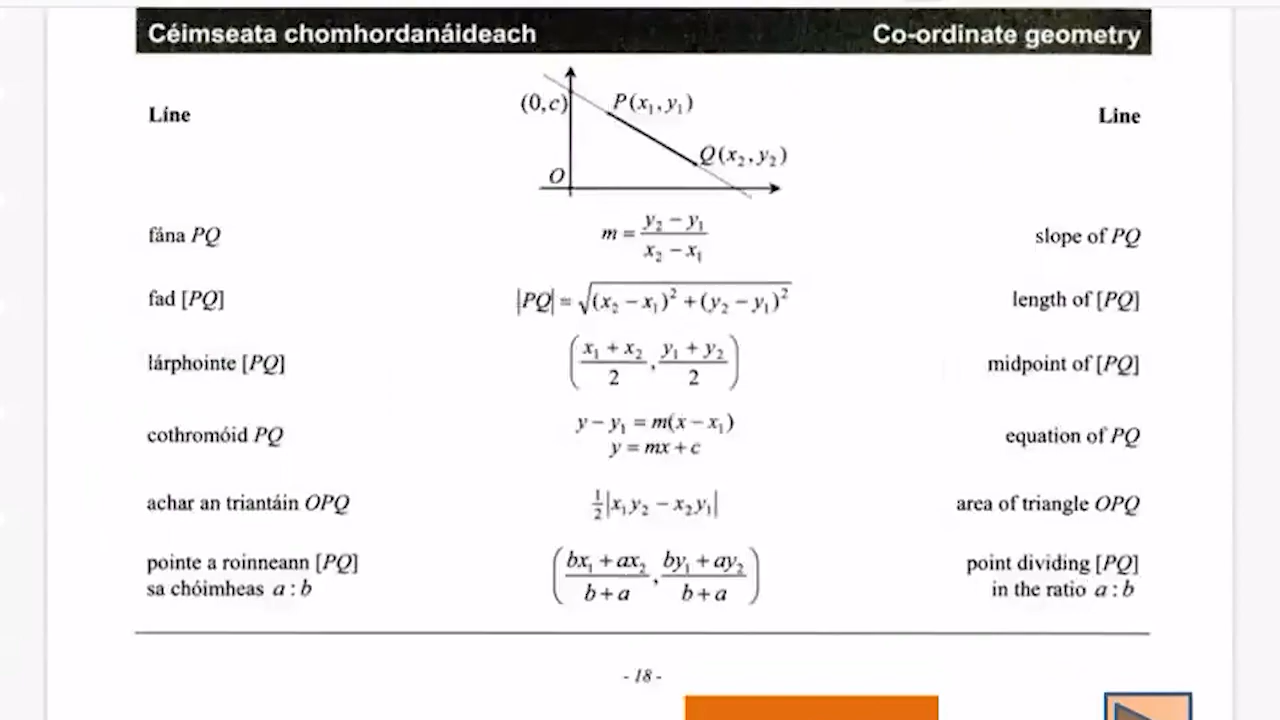 Céimseata chomhordanáideach Co-ordinate geometry
Líne (0,c) P(x₁, y₁) Line
Q(x₂, y₂)
O
fána PQ m = (y₂ − y₁)/(x₂ − x₁) slope of PQ
fad [PQ] |PQ| = √((x₂ − x₁)² + (y₂ − y₁)²) length of [PQ]
lárphointe [PQ] ((x₁ + x₂)/2, (y₁ + y₂)/2) midpoint of [PQ]
cothromóid PQ y − y₁ = m(x − x₁) equation of PQ
y = mx + c
achar an triantáin OPQ ½|x₁y₂ − x₂y₁| area of triangle OPQ
pointe a roinneann [PQ] ((bx₁ + ax₂)/(b + a), (by₁ + ay₂)/(b + a)) point dividing [PQ]
sa chóimheas a : b in the ratio a : b
- 18 -